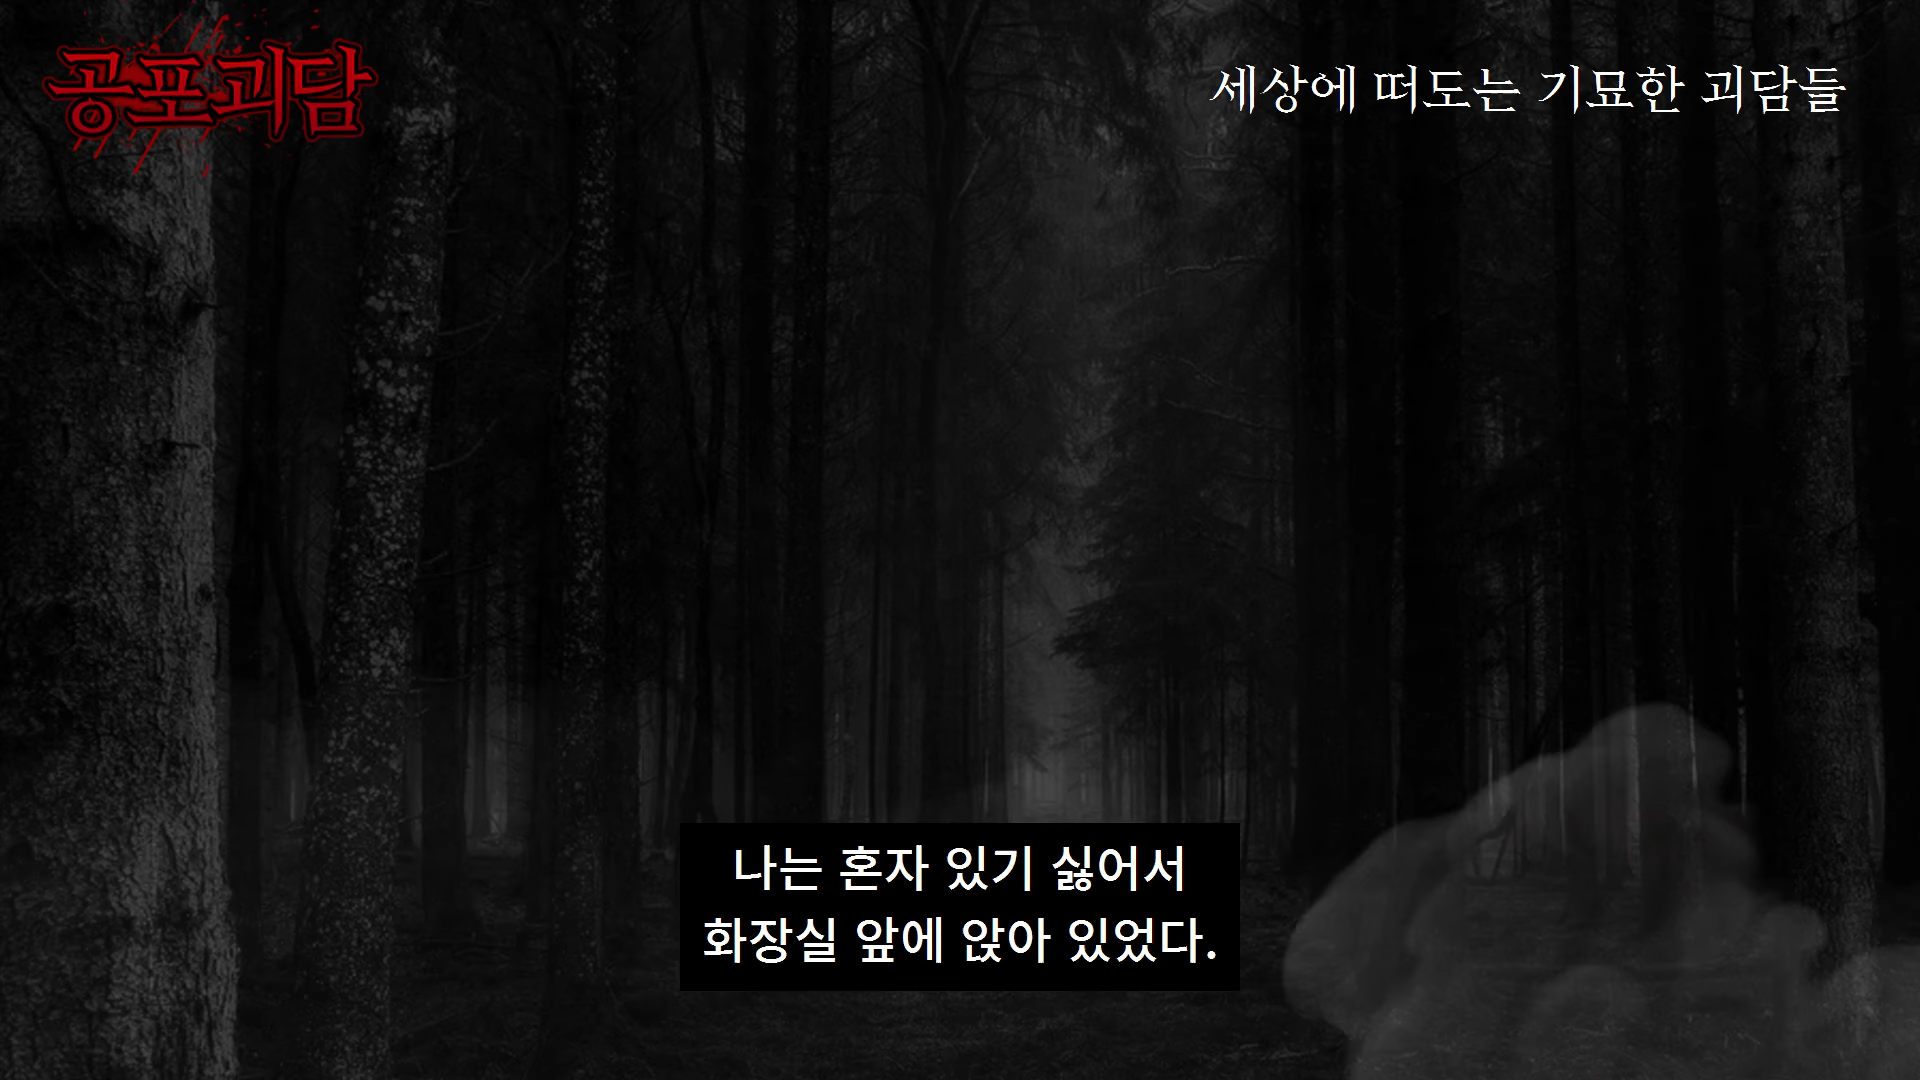 공포괴담
세상에 떠도는 기묘한 괴담들
나는 혼자 있기 싫어서
화장실 앞에 앉아 있었다.